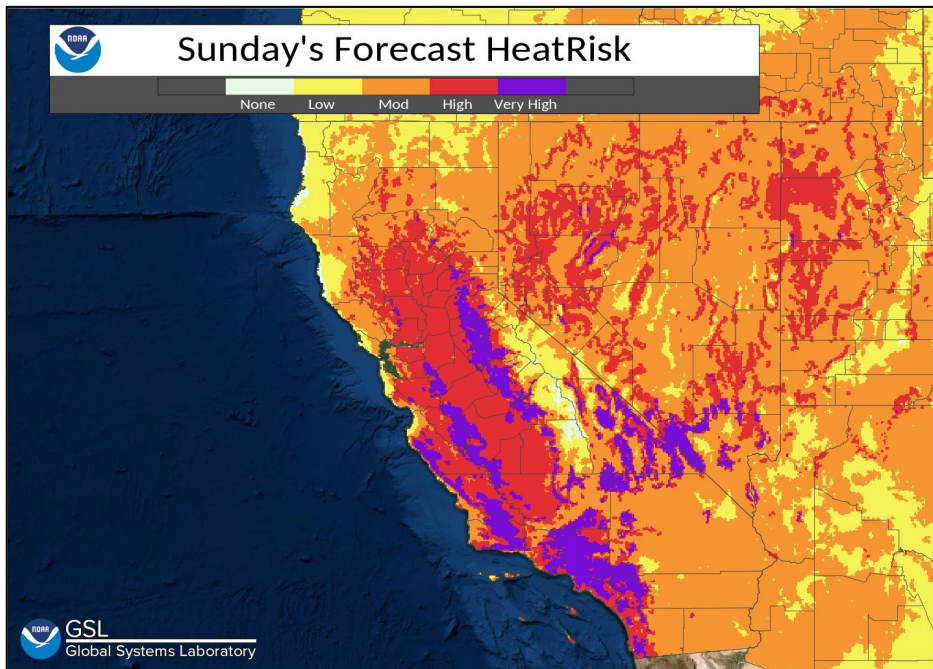 NOAA
Sunday's Forecast HeatRisk
None Low Mod High Very High
NOAA
GSL
Global Systems Laboratory